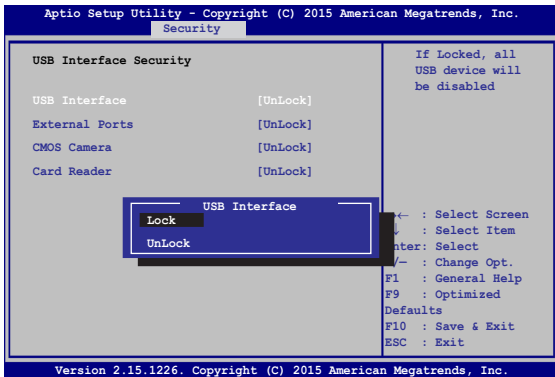 Aptio Setup Utility - Copyright (C) 2015 American Megatrends, Inc.
Security
USB Interface Security
USB Interface [UnLock]
External Ports [UnLock]
CMOS Camera [UnLock]
Card Reader [UnLock]
If Locked, all
USB device will
be disabled
USB Interface
Lock
UnLock
← : Select Screen
↓ : Select Item
nter: Select
/— : Change Opt.
F1 : General Help
F9 : Optimized
Defaults
F10 : Save & Exit
ESC : Exit
Version 2.15.1226. Copyright (C) 2015 American Megatrends, Inc.